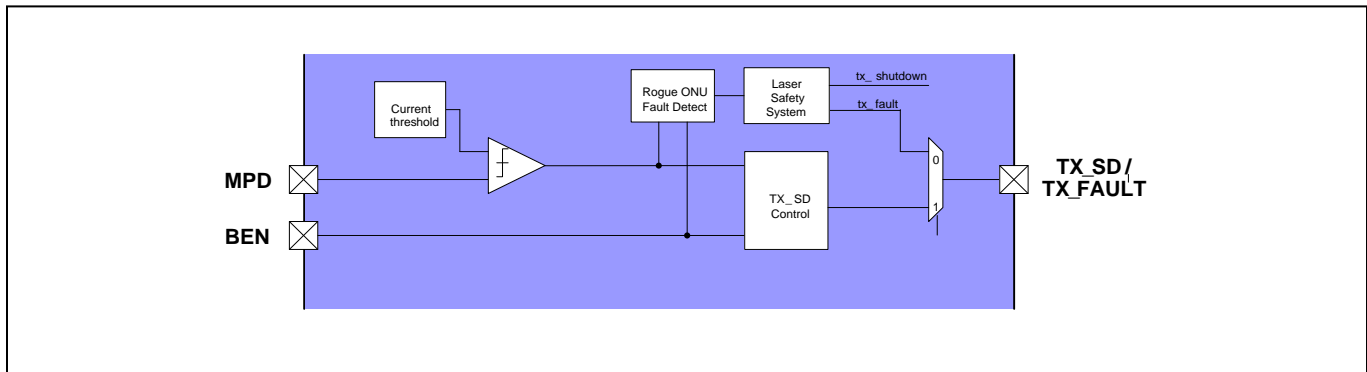 Current
threshold
Rogue ONU
Fault Detect
Laser
Safety
System
tx_ shutdown
tx_fault
MPD
BEN
TX_ SD
Control
0
1
TX_SD/
TX_FAULT